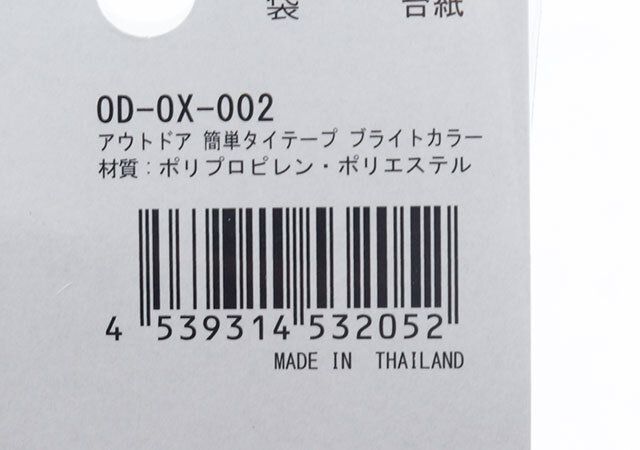 袋 台紙
OD-OX-002
アウトドア 簡単タイテープ ブライトカラー
材質：ポリプロピレン・ポリエステル
4 539314 532052
MADE IN THAILAND